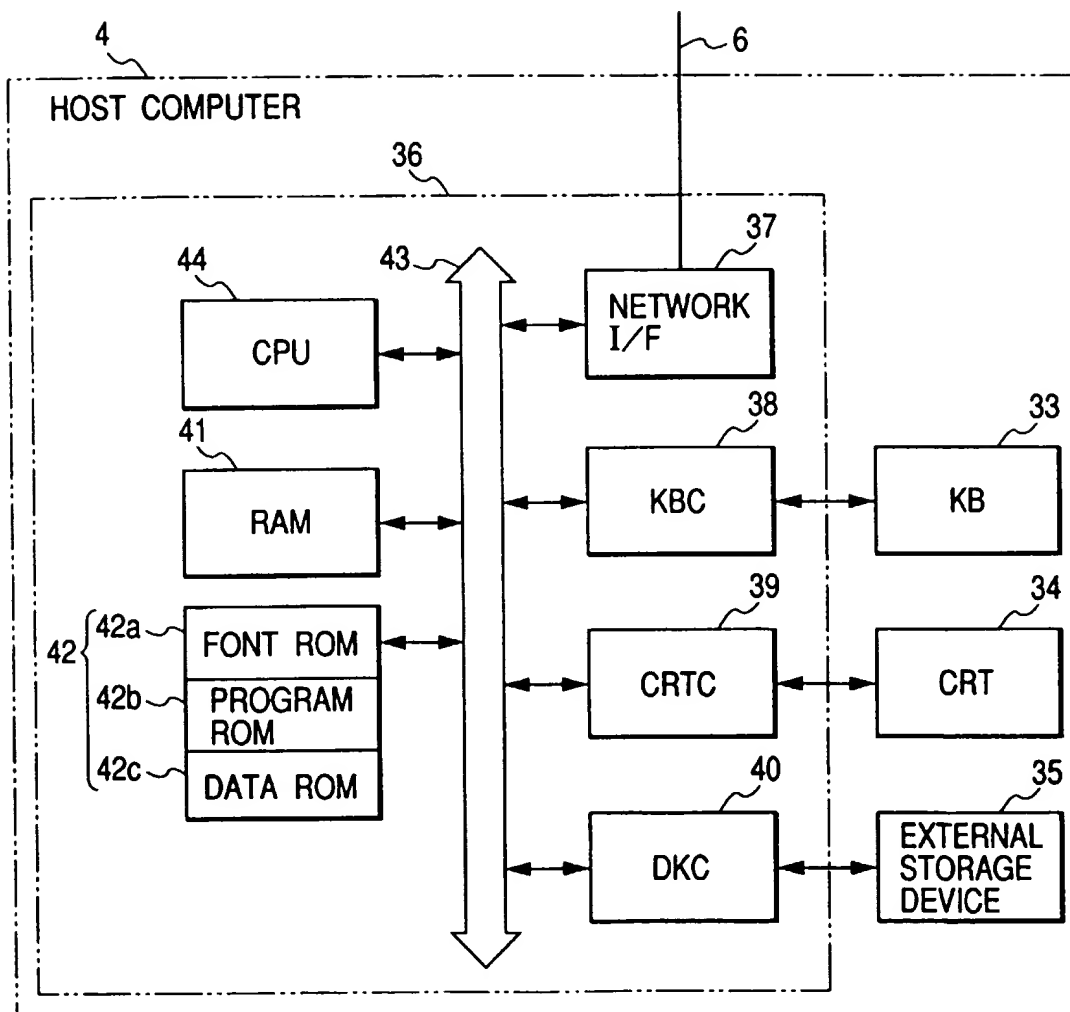 4
6
HOST COMPUTER
36
44
43
37
CPU
NETWORK
I/F
41
38
33
RAM
KBC
KB
42
42a
FONT ROM
39
34
42b
PROGRAM
ROM
CRTC
CRT
42c
DATA ROM
40
35
DKC
EXTERNAL
STORAGE
DEVICE